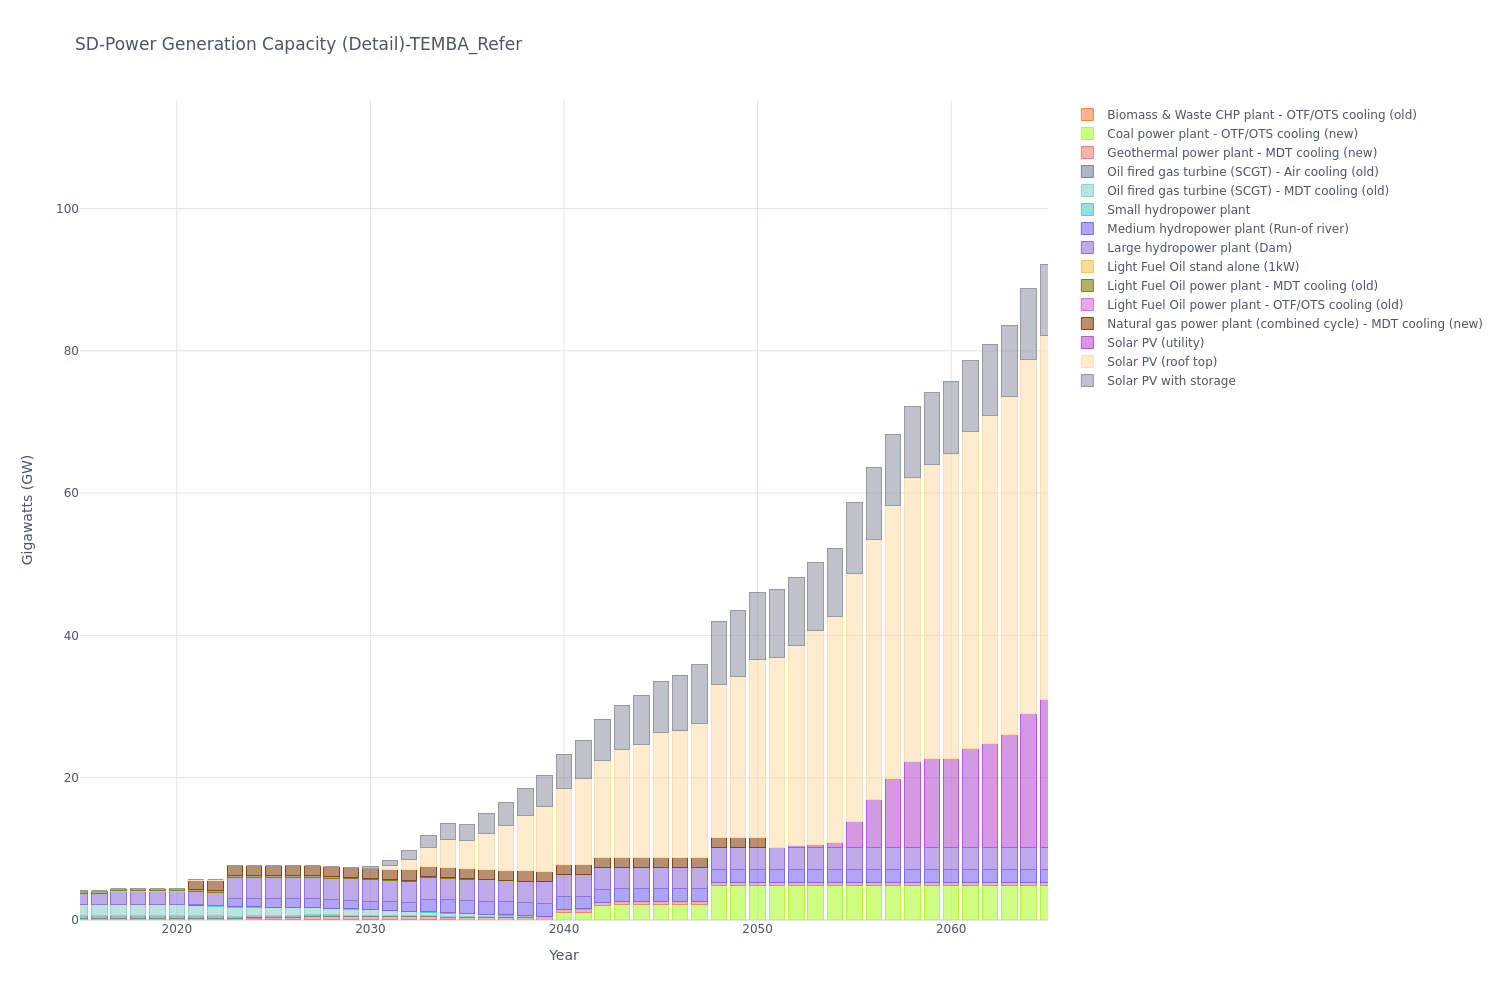 SD-Power Generation Capacity (Detail)-TEMBA_Refer
Biomass & Waste CHP plant - OTF/OTS cooling (old)
Coal power plant - OTF/OTS cooling (new)
Geothermal power plant - MDT cooling (new)
Oil fired gas turbine (SCGT) - Air cooling (old)
Oil fired gas turbine (SCGT) - MDT cooling (old)
Small hydropower plant
Medium hydropower plant (Run-of river)
Large hydropower plant (Dam)
Light Fuel Oil stand alone (1kW)
Light Fuel Oil power plant - MDT cooling (old)
Light Fuel Oil power plant - OTF/OTS cooling (old)
Natural gas power plant (combined cycle) - MDT cooling (new)
Solar PV (utility)
Solar PV (roof top)
Solar PV with storage
Gigawatts (GW)
100
80
60
40
20
0
2020
2030
2040
2050
2060
Year